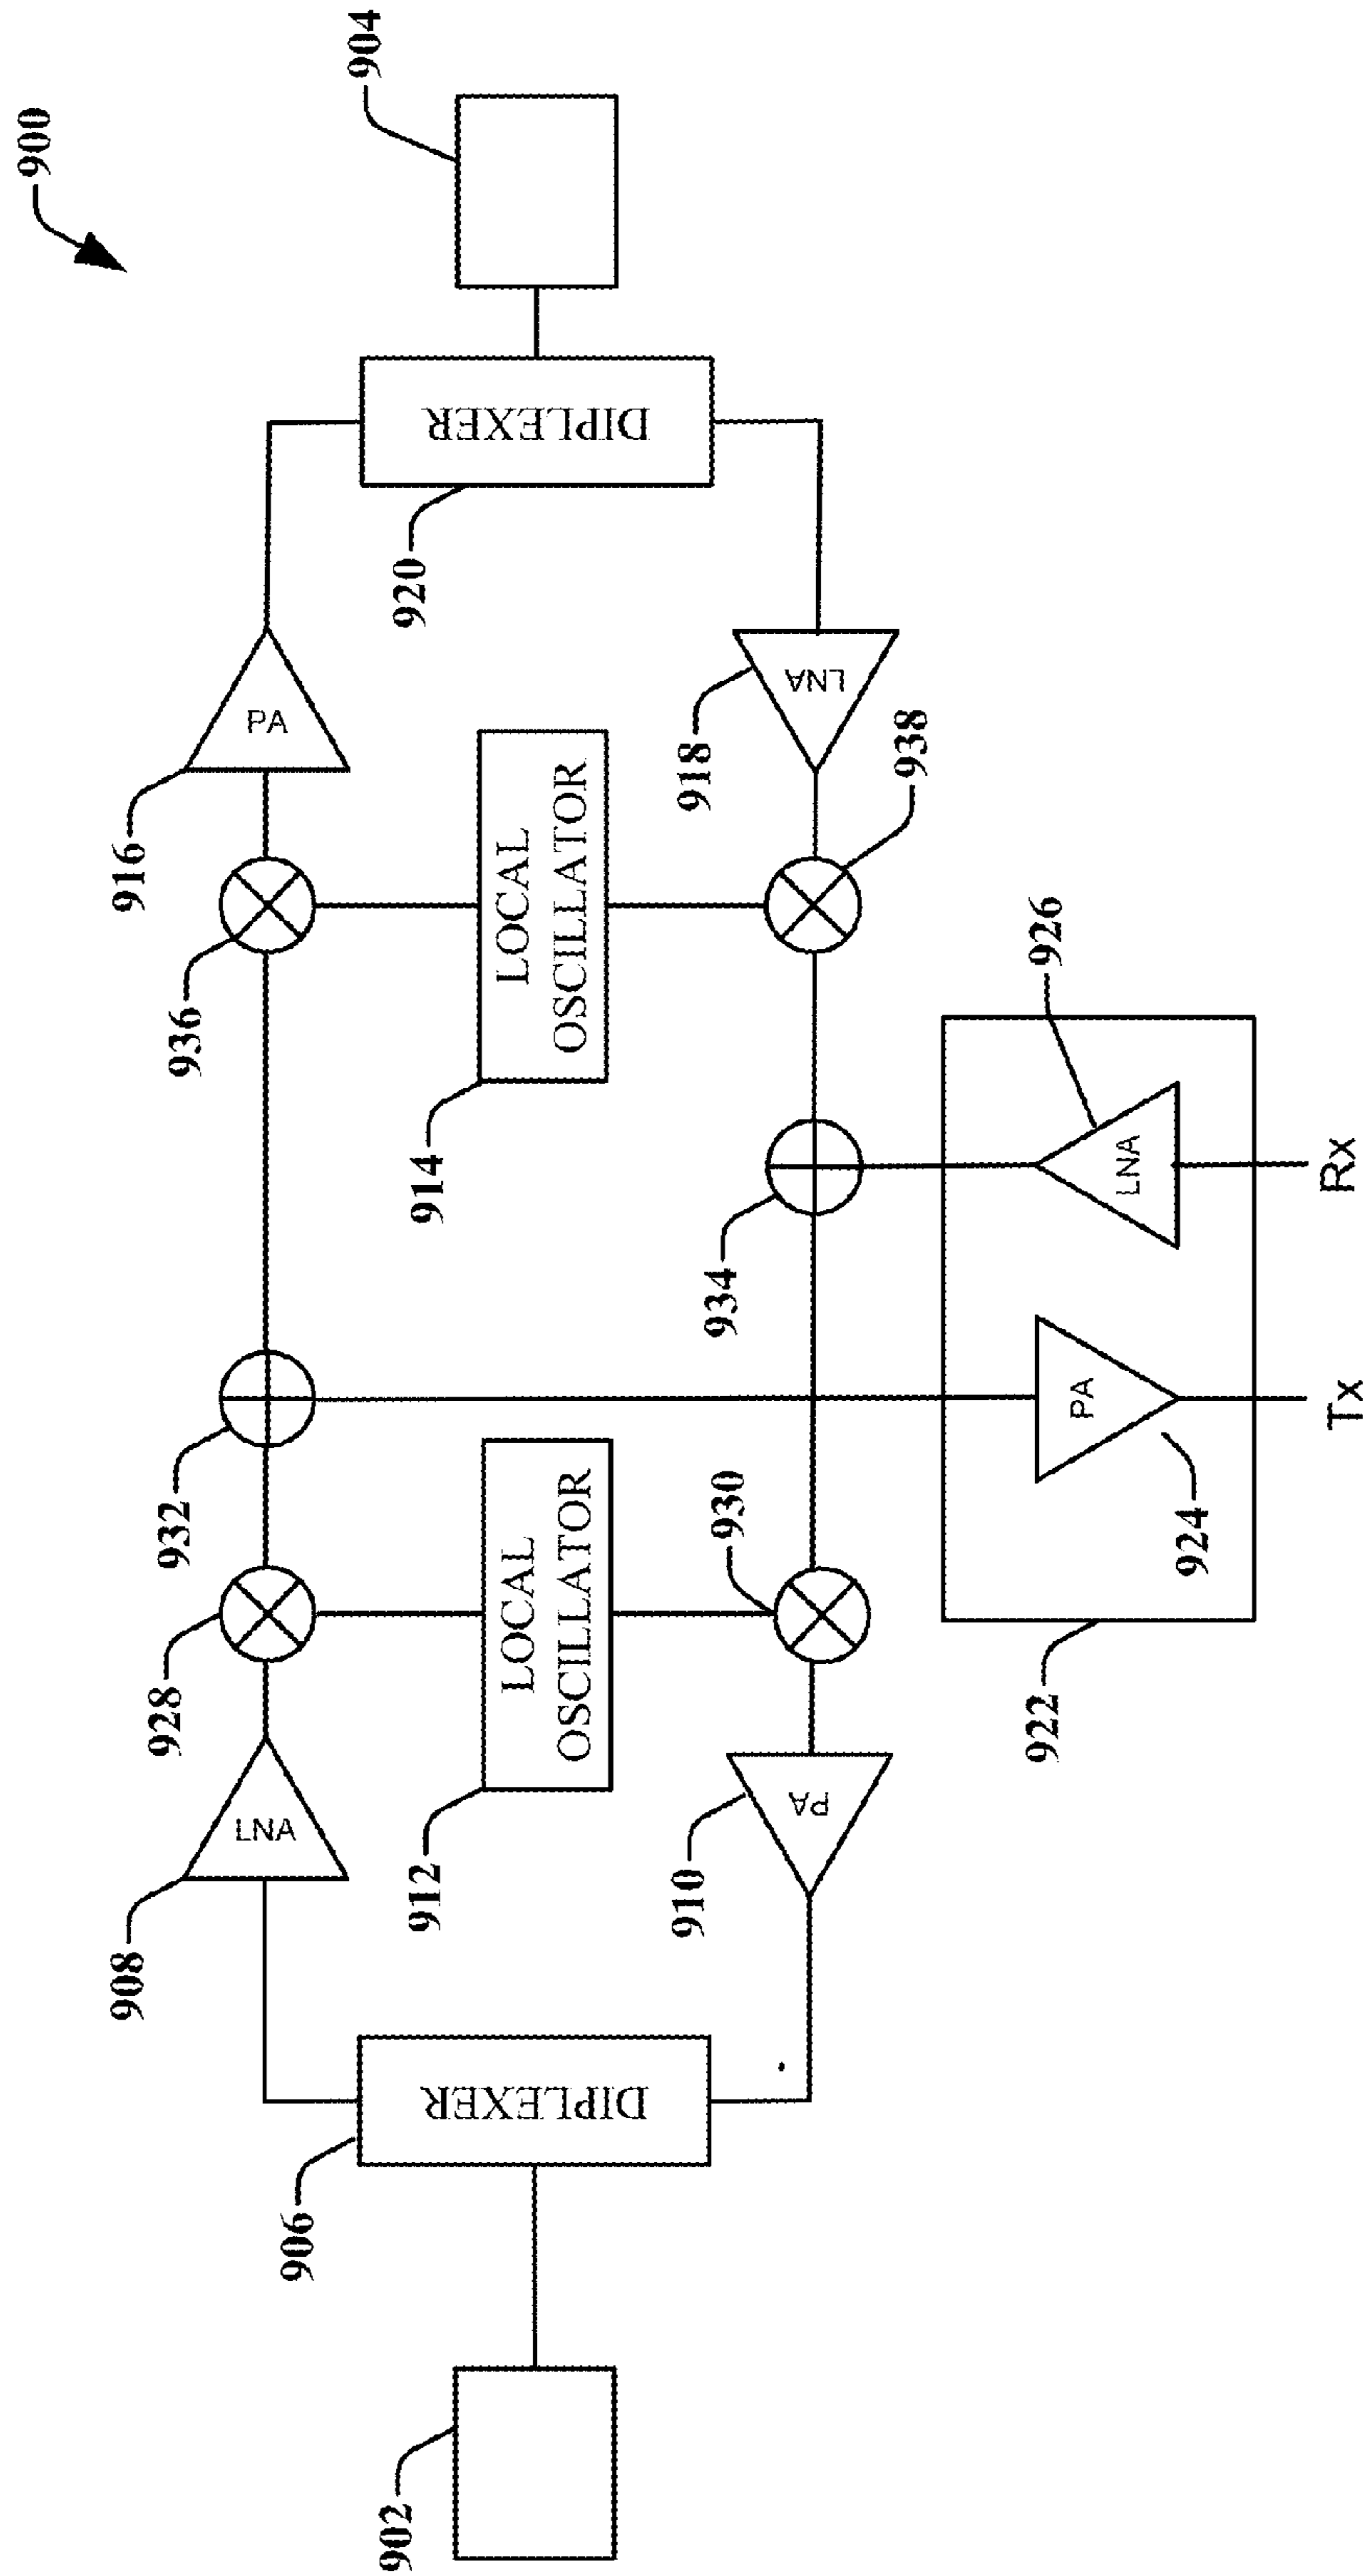 900
908
928
932
936
916
LNA
PA
906
902
912
914
920
904
DIPLEXER
LOCAL
OSCILLATOR
LOCAL
OSCILLATOR
DIPLEXER
910
930
934
918
PA
LNA
938
922
924
926
PA
LNA
Tx
Rx